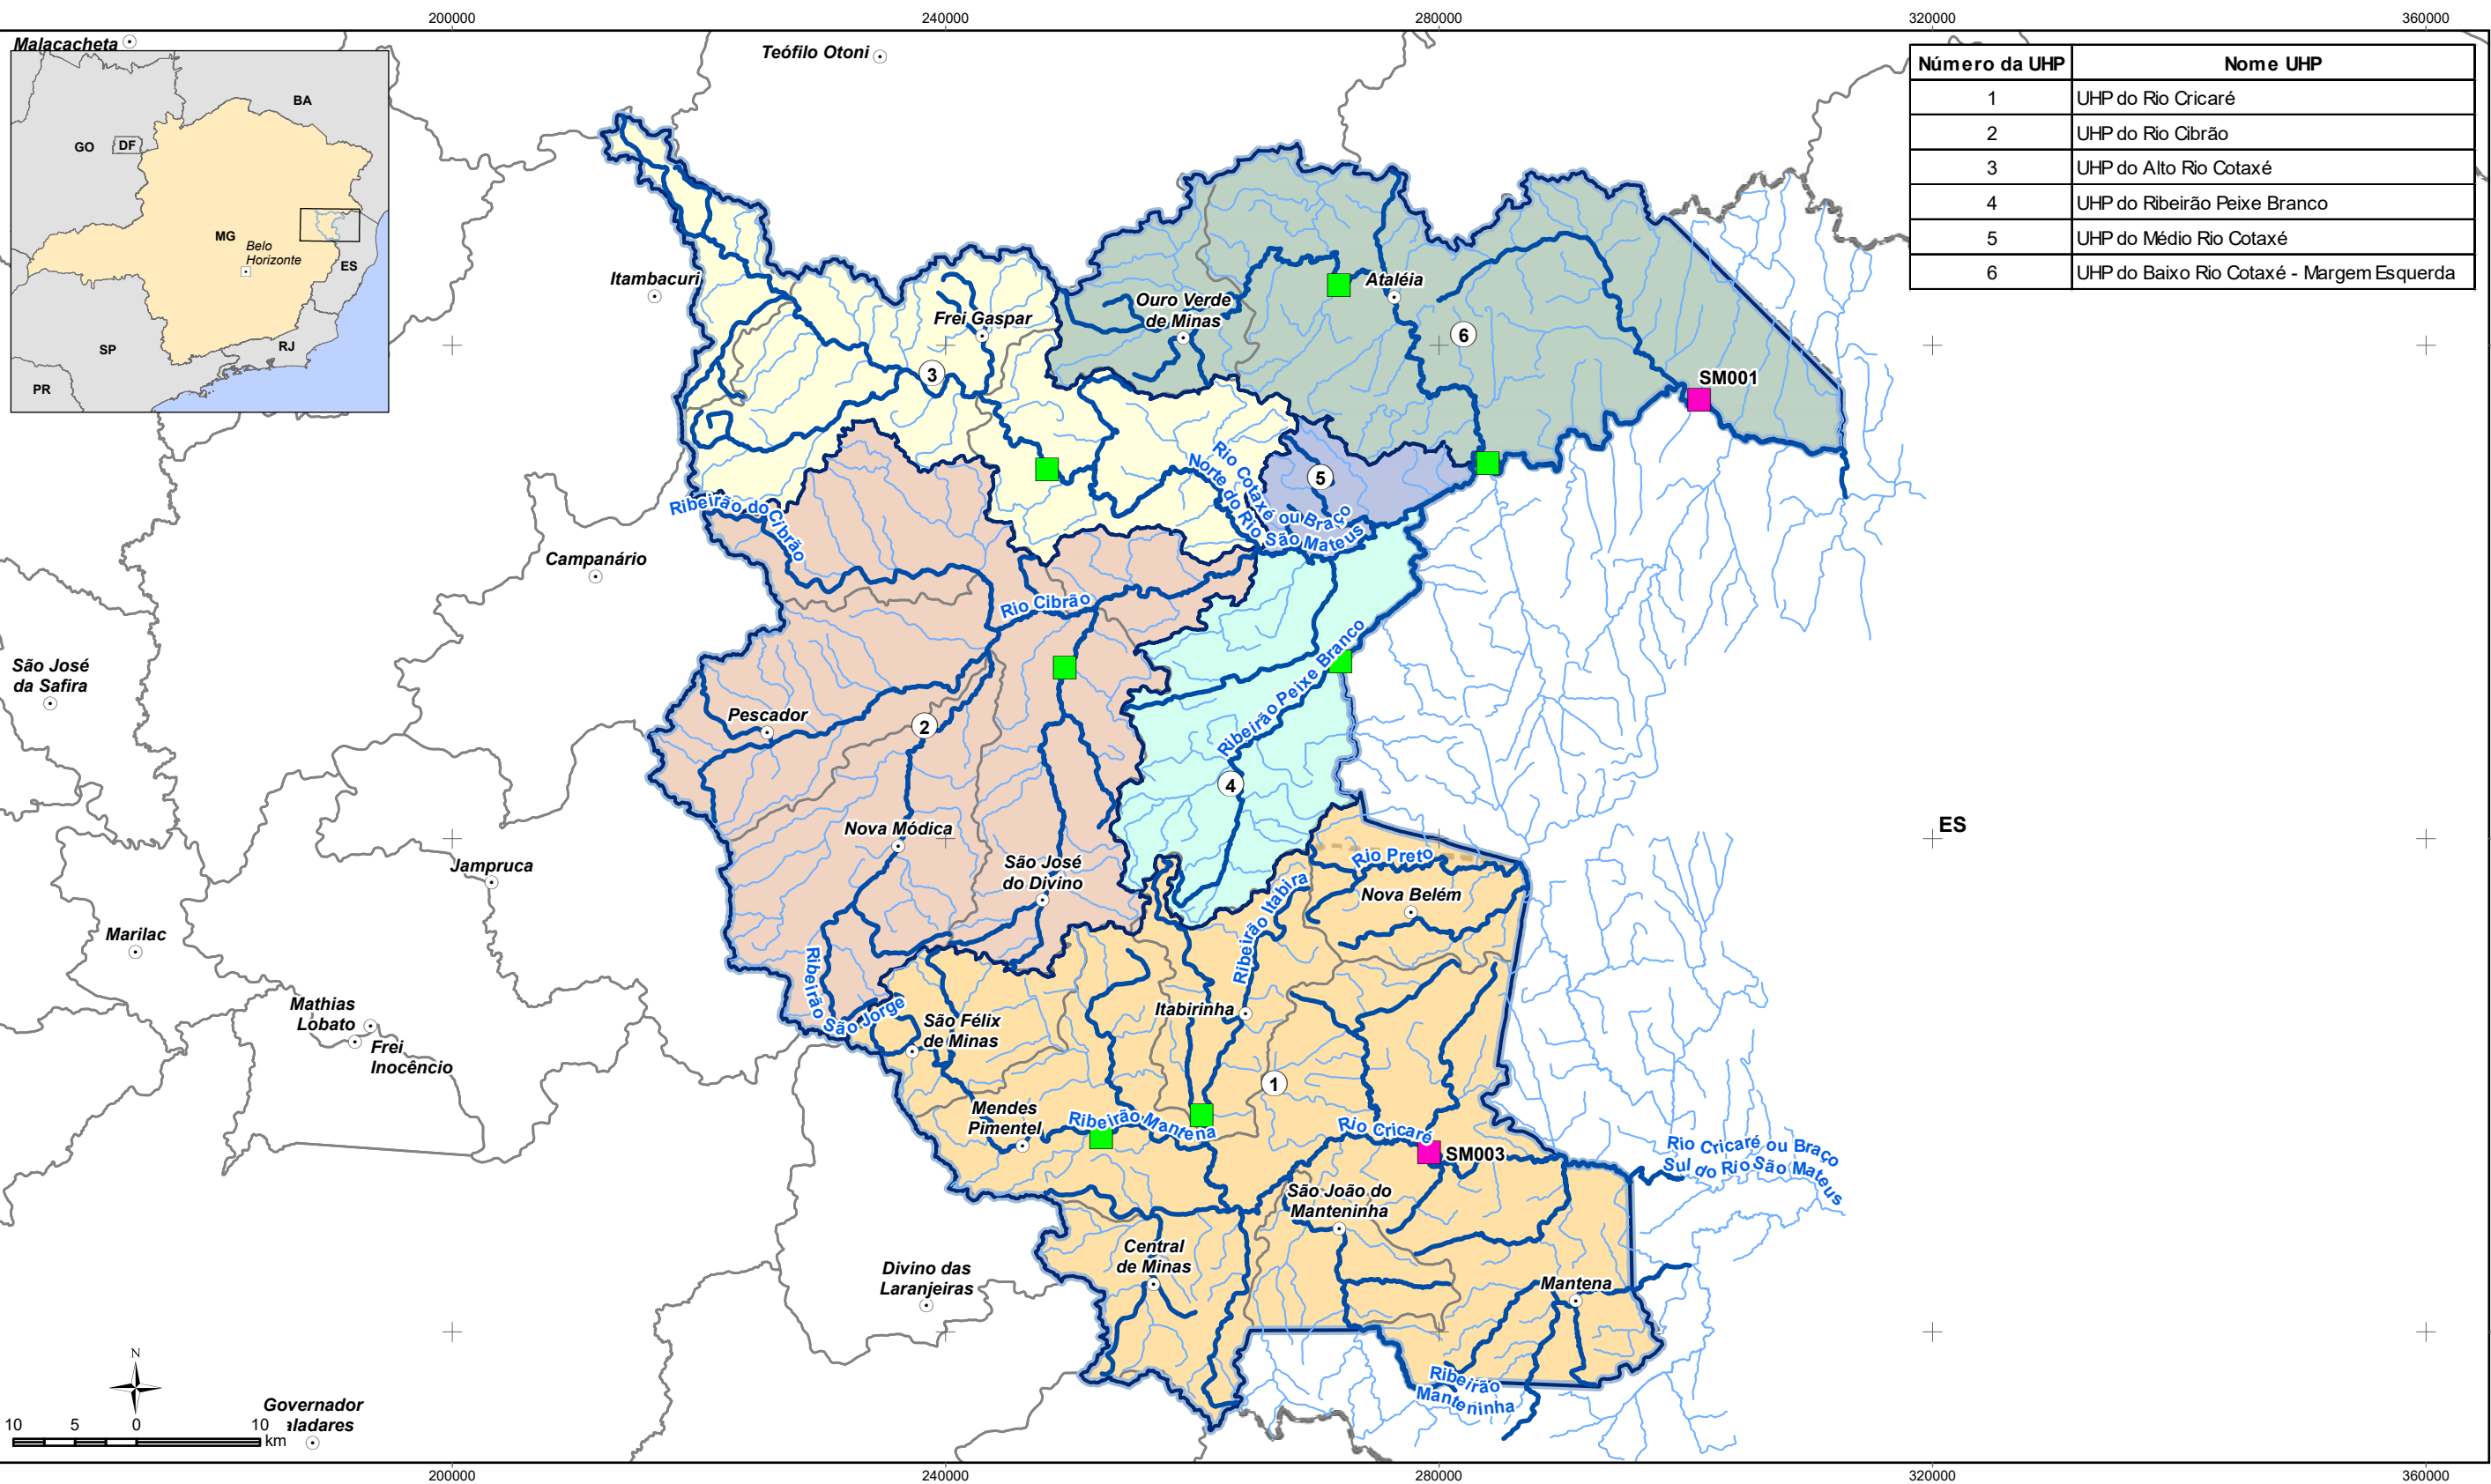 200000
240000
280000
320000
360000
Malacacheta
Teófilo Otoni
BA
GO
DF
MG
Belo
Horizonte
ES
SP
RJ
PR
Número da UHP
Nome UHP
1
UHP do Rio Cricaré
2
UHP do Rio Cibrão
3
UHP do Alto Rio Cotaxé
4
UHP do Ribeirão Peixe Branco
5
UHP do Médio Rio Cotaxé
6
UHP do Baixo Rio Cotaxé - Margem Esquerda
Itambacuri
Frei Gaspar
Ouro Verde
de Minas
Ataléia
6
3
SM001
Rio Cotaxé ou Braço
Norte do Rio São Mateus
5
Ribeirão do Cibrão
Campanário
Rio Cibrão
São José
da Safira
Ribeirão Peixe Branco
Pescador
2
4
Nova Módica
São José
do Divino
Jampruca
ES
Rio Preto
Ribeirão Itabira
Nova Belém
Marilac
Ribeirão
São Jorge
Mathias
Lobato
Frei
Inocêncio
São Félix
de Minas
Itabirinha
1
Mendes
Pimentel
Ribeirão Mantena
Rio Cricaré
SM003
Rio Cricaré ou Braço
Sul do Rio São Mateus
São João do
Manteninha
Central
de Minas
Divino das
Laranjeiras
Mantena
Ribeirão
Manteninha
N
Governador
aladares
10
5
0
10
km
200000
240000
280000
320000
360000